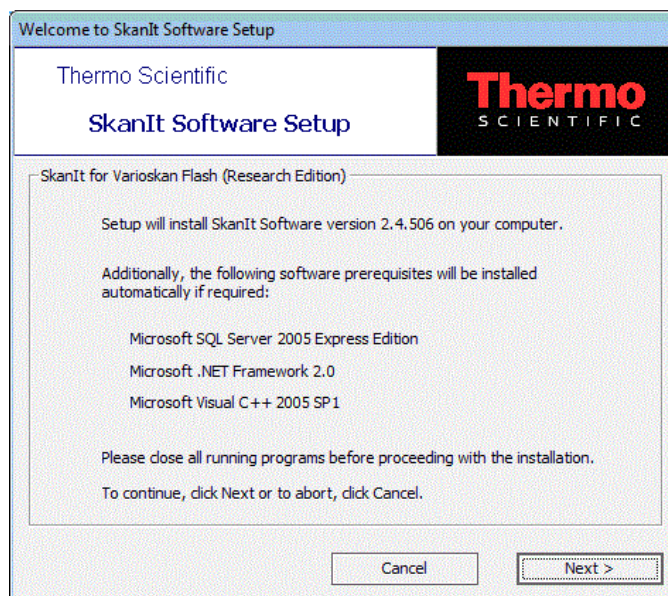 Welcome to SkanIt Software Setup
Thermo Scientific
SkanIt Software Setup
Thermo
SCIENTIFIC
SkanIt for Varioskan Flash (Research Edition)
Setup will install SkanIt Software version 2.4.506 on your computer.
Additionally, the following software prerequisites will be installed
automatically if required:
Microsoft SQL Server 2005 Express Edition
Microsoft .NET Framework 2.0
Microsoft Visual C++ 2005 SP1
Please close all running programs before proceeding with the installation.
To continue, click Next or to abort, click Cancel.
Cancel
Next >